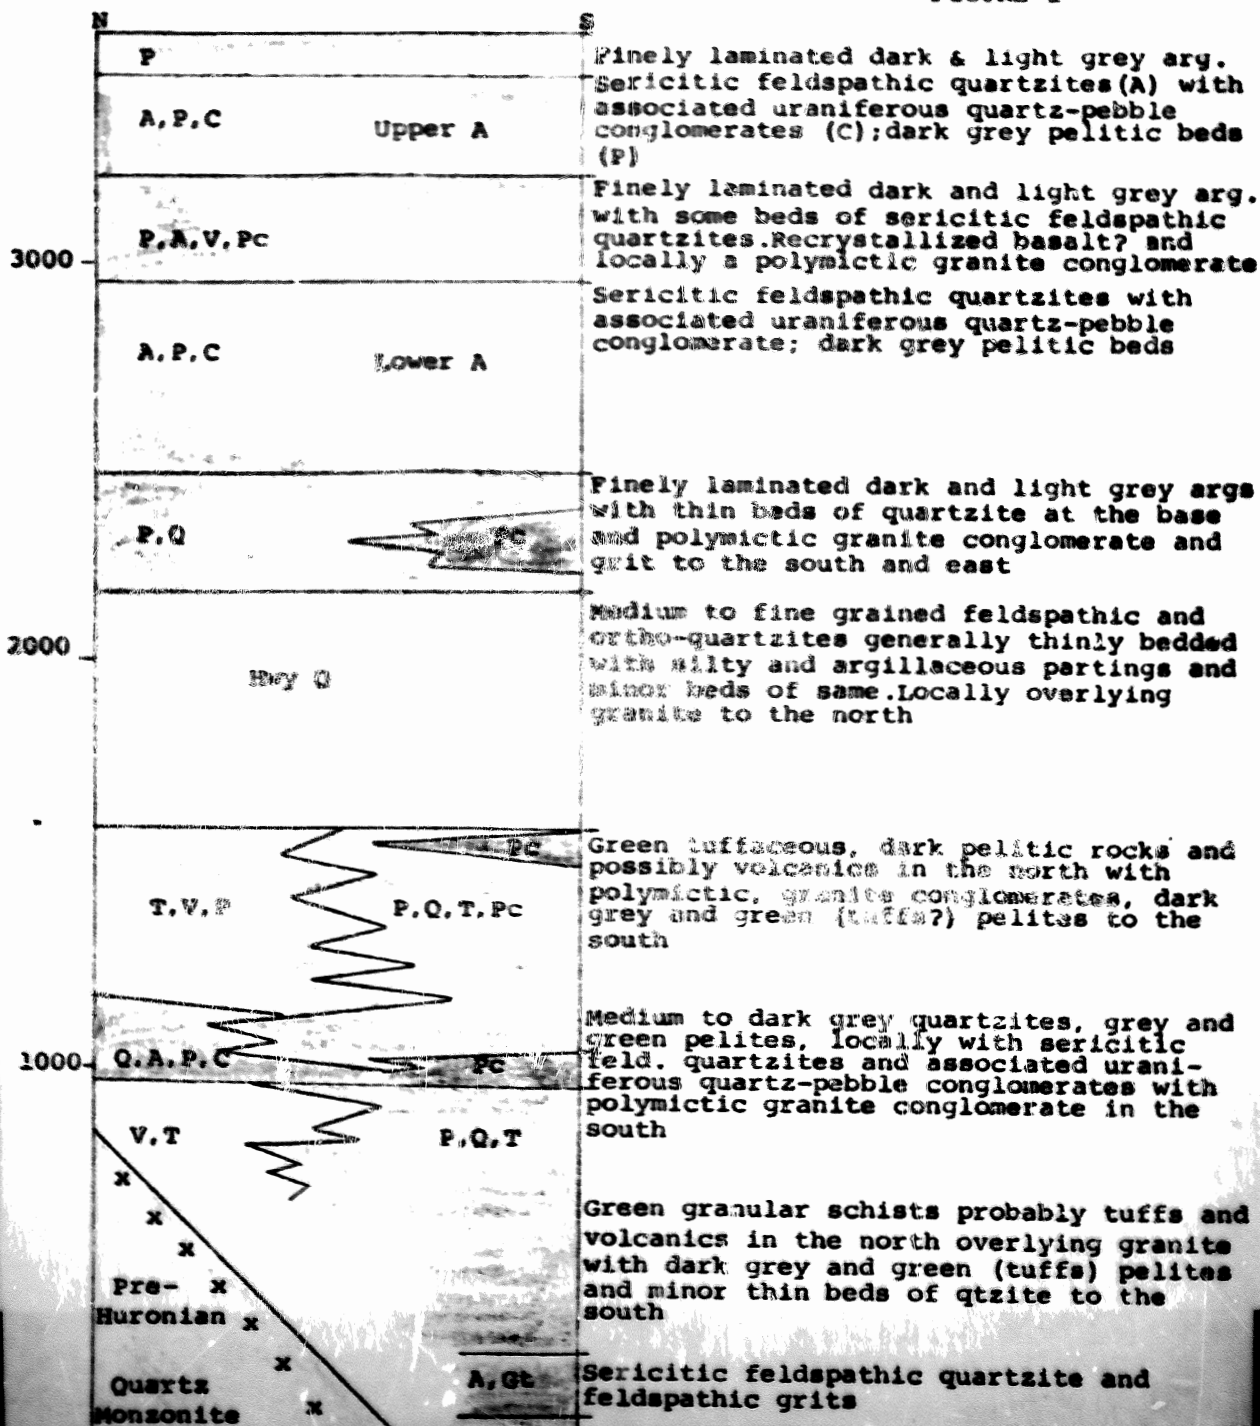 N S
P
Finely laminated dark & light grey arg.
Sericitic feldspathic quartzites(A) with
associated uraniferous quartz-pebble
conglomerates (C);dark grey pelitic beds
(P)
A,P,C Upper A
Finely laminated dark and light grey arg.
with some beds of sericitic feldspathic
quartzites.Recrystallized basalt? and
locally a polymictic granite conglomerate
P,A,V,Pc
3000
Sericitic feldspathic quartzites with
associated uraniferous quartz-pebble
conglomerate; dark grey pelitic beds
A,P,C Lower A
Finely laminated dark and light grey args
with thin beds of quartzite at the base
and polymictic granite conglomerate and
grit to the south and east
P,Q Pc
Medium to fine grained feldspathic and
ortho-quartzites generally thinly bedded
with silty and argillaceous partings and
minor beds of same.Locally overlying
granite to the north
2000
Hwy Q
Pc
Green tuffaceous, dark pelitic rocks and
possibly volcanics in the north with
polymictic, granite conglomerates, dark
grey and green (tuffs?) pelites to the
south
T,V,P P,Q,T,Pc
Medium to dark grey quartzites, grey and
green pelites, locally with sericitic
feld. quartzites and associated urani-
ferous quartz-pebble conglomerates with
polymictic granite conglomerate in the
south
1000 Q,A,P,C Pc
V,T P,Q,T
Green granular schists probably tuffs and
volcanics in the north overlying granite
with dark grey and green (tuffs) pelites
and minor thin beds of qtzite to the
south
x
x
x
Pre- x
Huronian x
x
Quartz x
Monzonite
A,Gt
Sericitic feldspathic quartzite and
feldspathic grits